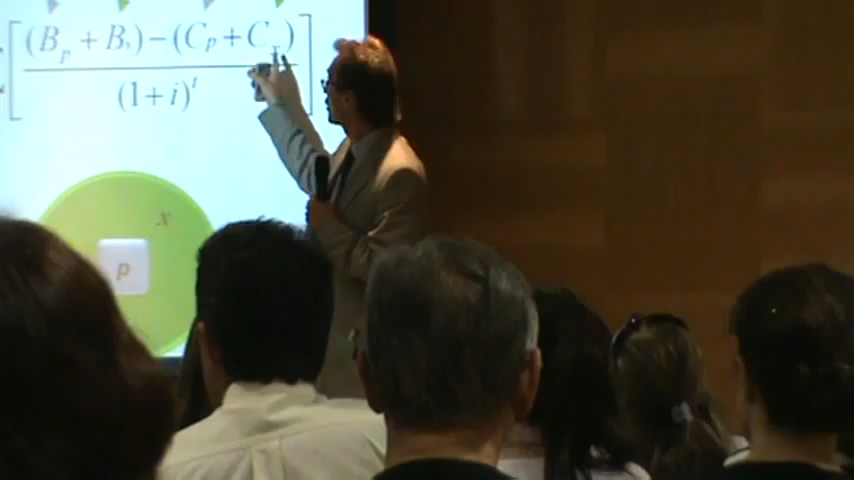 (B_p + B_s) − (C_p + C_s)
(1+i)^t
x
p